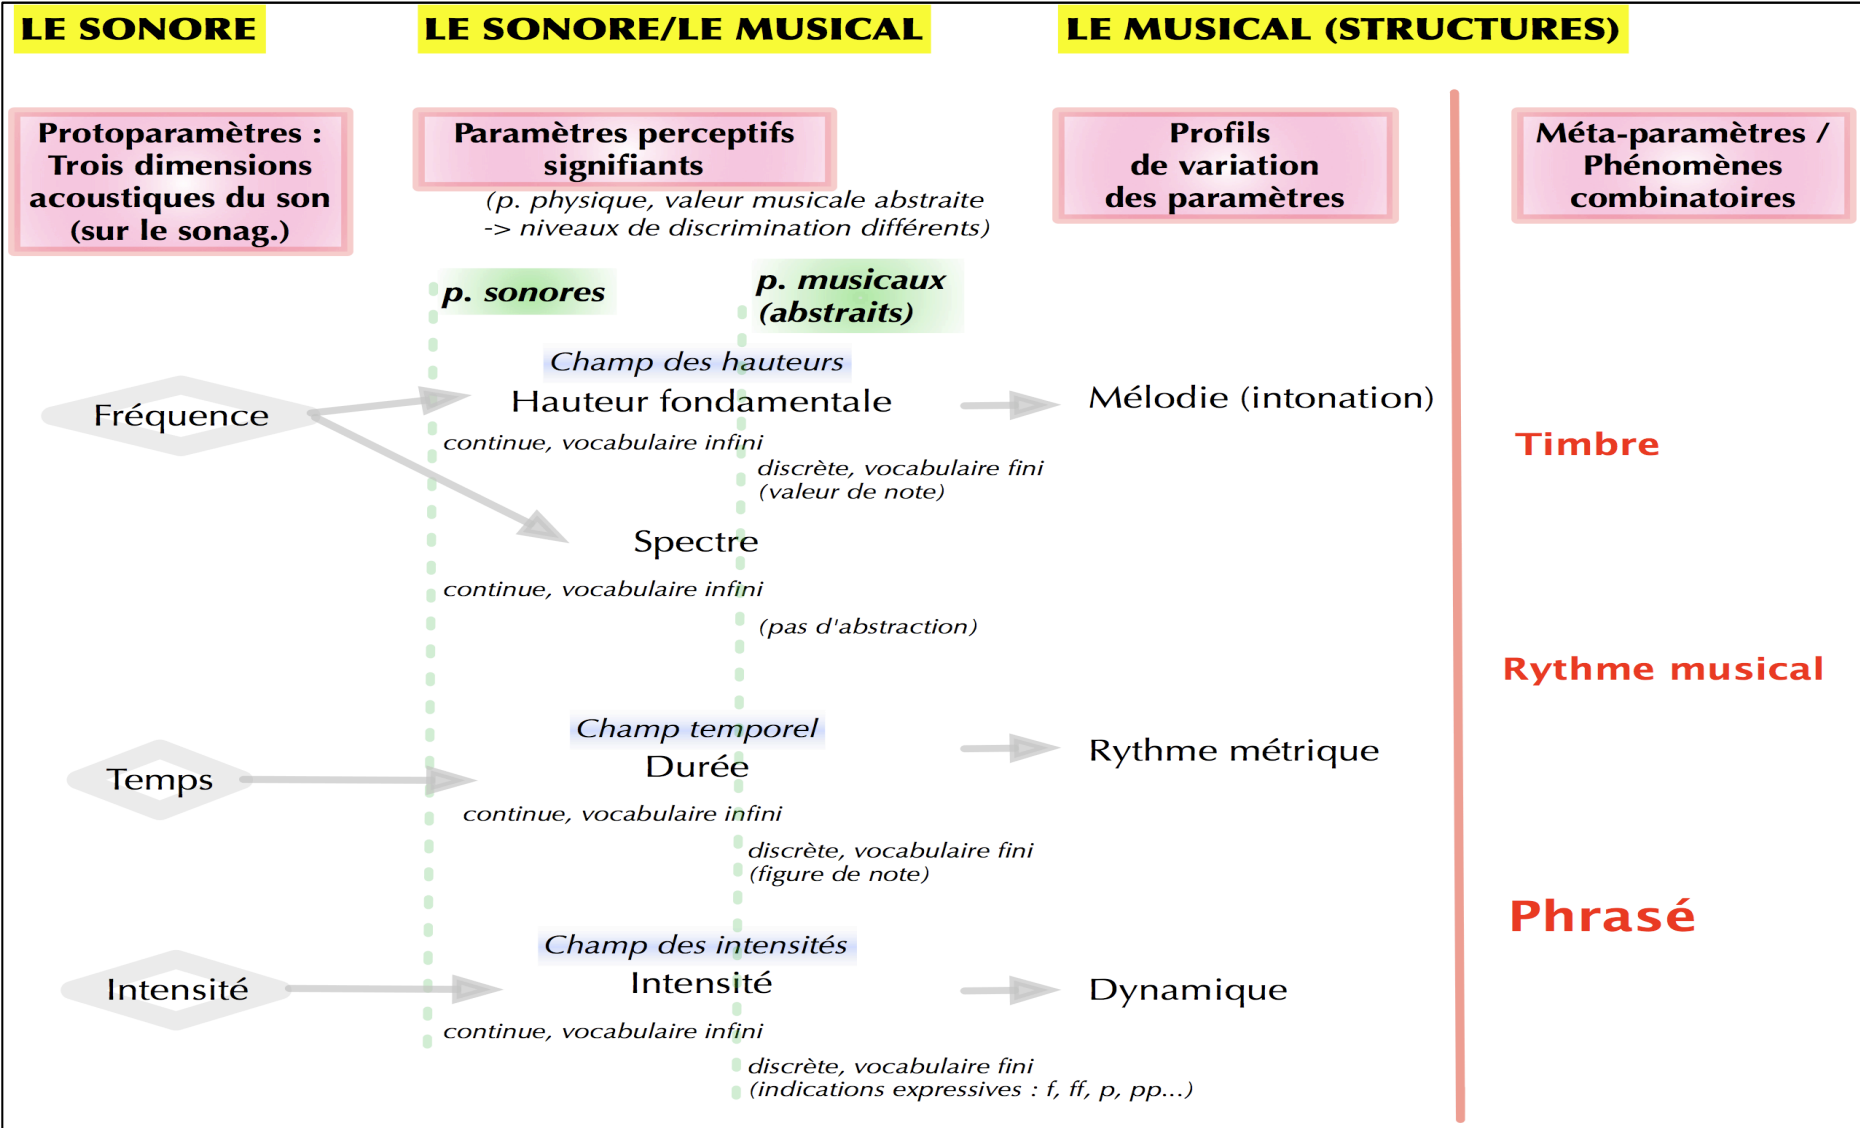 LE SONORE
LE SONORE/LE MUSICAL
LE MUSICAL (STRUCTURES)
Protoparamètres :
Trois dimensions
acoustiques du son
(sur le sonag.)
Paramètres perceptifs
signifiants
(p. physique, valeur musicale abstraite
-> niveaux de discrimination différents)
Profils
de variation
des paramètres
Méta-paramètres /
Phénomènes
combinatoires
p. sonores
p. musicaux
(abstraits)
Champ des hauteurs
Fréquence
Hauteur fondamentale
Mélodie (intonation)
continue, vocabulaire infini
discrète, vocabulaire fini
(valeur de note)
Timbre
Spectre
continue, vocabulaire infini
(pas d'abstraction)
Rythme musical
Champ temporel
Temps
Durée
Rythme métrique
continue, vocabulaire infini
discrète, vocabulaire fini
(figure de note)
Phrasé
Champ des intensités
Intensité
Intensité
Dynamique
continue, vocabulaire infini
discrète, vocabulaire fini
(indications expressives : f, ff, p, pp...)